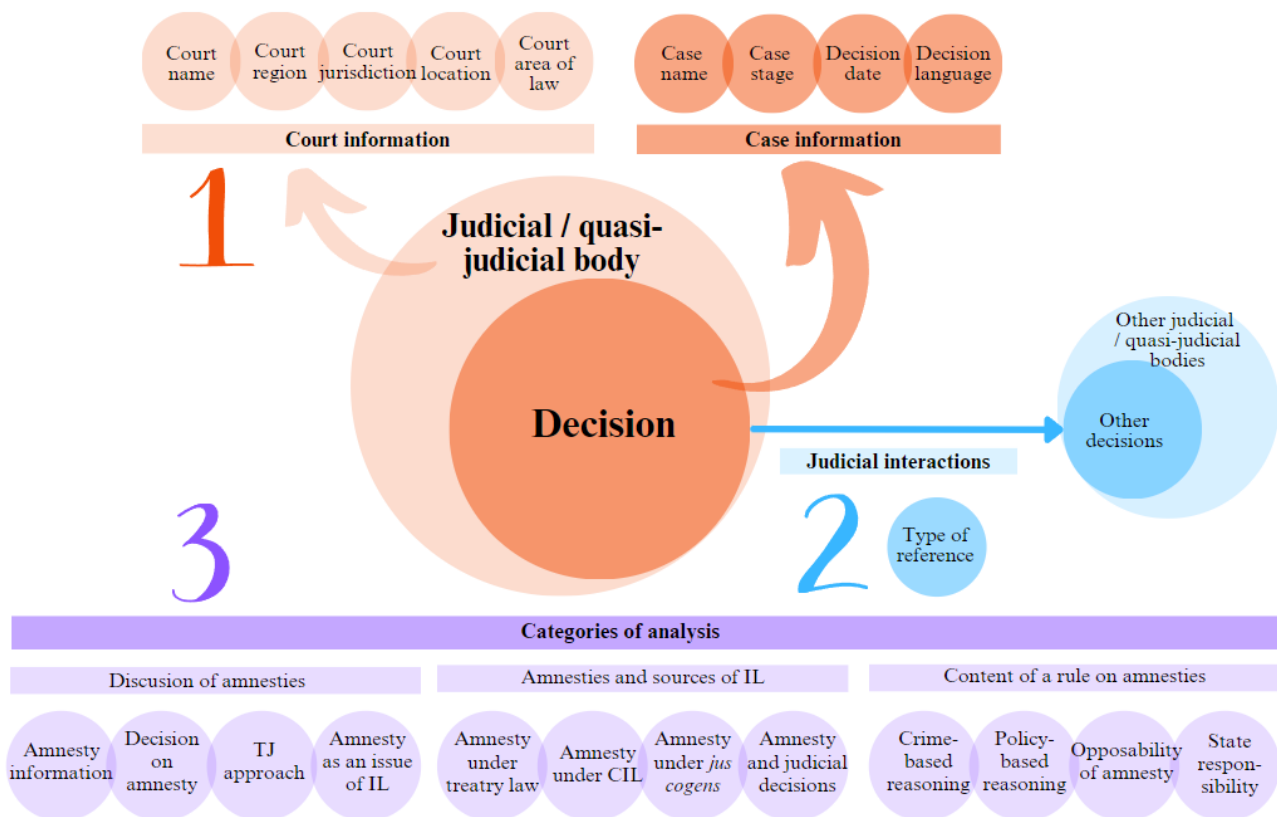 Court
name
Court
region
Court
jurisdiction
Court
location
Court
area of
law
Case
name
Case
stage
Decision
date
Decision
language
Court information
Case information
1
Judicial / quasi-
judicial body
Decision
Other judicial
/ quasi-judicial
bodies
Other
decisions
Judicial interactions
2
Type of
reference
3
Categories of analysis
Discusion of amnesties
Amnesties and sources of IL
Content of a rule on amnesties
Amnesty
information
Decision
on
amnesty
TJ
approach
Amnesty
as an issue
of IL
Amnesty
under
treatry law
Amnesty
under CIL
Amnesty
under jus
cogens
Amnesty
and judicial
decisions
Crime-
based
reasoning
Policy-
based
reasoning
Opposability
of amnesty
State
respon-
sibility